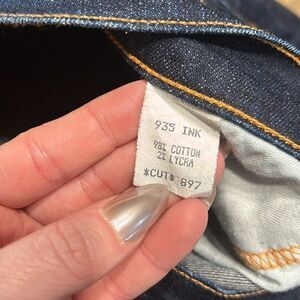 935 INK
98% COTTON
2% LYCRA
*CUT# 897